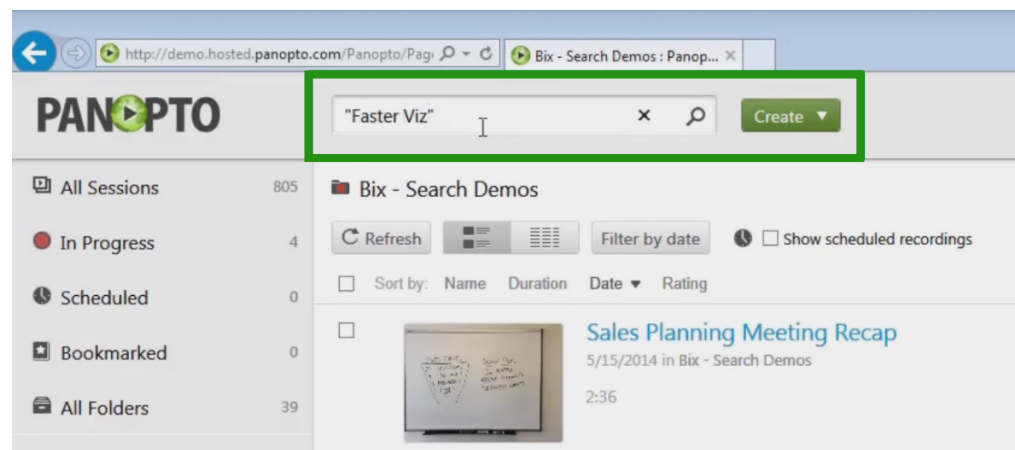 http://demo.hosted.panopto.com/Panopto/Pag
Bix - Search Demos : Panop...
PANOPTO
"Faster Viz"
Create
All Sessions 805
In Progress 4
Scheduled 0
Bookmarked 0
All Folders 39
Bix - Search Demos
Refresh
Filter by date
Show scheduled recordings
Sort by: Name Duration Date Rating
Sales Planning Meeting Recap
5/15/2014 in Bix - Search Demos
2:36